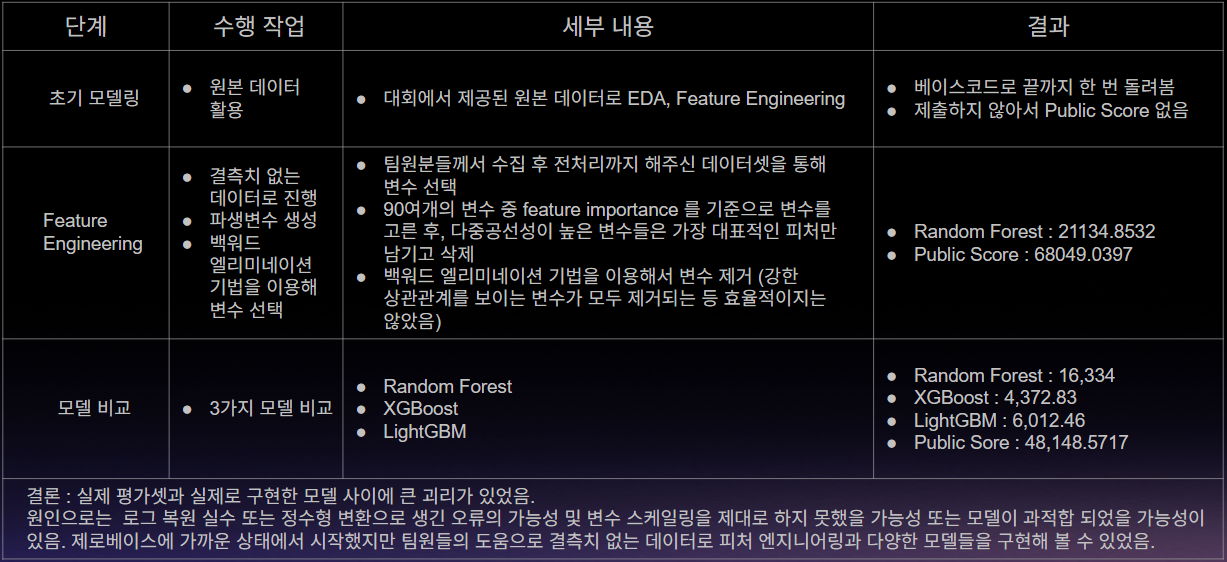 단계
수행 작업
세부 내용
결과
초기 모델링
● 원본 데이터
활용
● 대회에서 제공된 원본 데이터로 EDA, Feature Engineering
● 베이스코드로 끝까지 한 번 돌려봄
● 제출하지 않아서 Public Score 없음
Feature
Engineering
● 결측치 없는
데이터로 진행
● 파생변수 생성
● 백워드
엘리미네이션
기법을 이용해
변수 선택
● 팀원분들께서 수집 후 전처리까지 해주신 데이터셋을 통해
변수 선택
● 90여개의 변수 중 feature importance 를 기준으로 변수를
고른 후, 다중공선성이 높은 변수들은 가장 대표적인 피처만
남기고 삭제
● 백워드 엘리미네이션 기법을 이용해서 변수 제거 (강한
상관관계를 보이는 변수가 모두 제거되는 등 효율적이지는
않았음)
● Random Forest : 21134.8532
● Public Score : 68049.0397
모델 비교
● 3가지 모델 비교
● Random Forest
● XGBoost
● LightGBM
● Random Forest : 16,334
● XGBoost : 4,372.83
● LightGBM : 6,012.46
● Public Sore : 48,148.5717
결론 : 실제 평가셋과 실제로 구현한 모델 사이에 큰 괴리가 있었음.
원인으로는 로그 복원 실수 또는 정수형 변환으로 생긴 오류의 가능성 및 변수 스케일링을 제대로 하지 못했을 가능성 또는 모델이 과적합 되었을 가능성이
있음. 제로베이스에 가까운 상태에서 시작했지만 팀원들의 도움으로 결측치 없는 데이터로 피처 엔지니어링과 다양한 모델들을 구현해 볼 수 있었음.